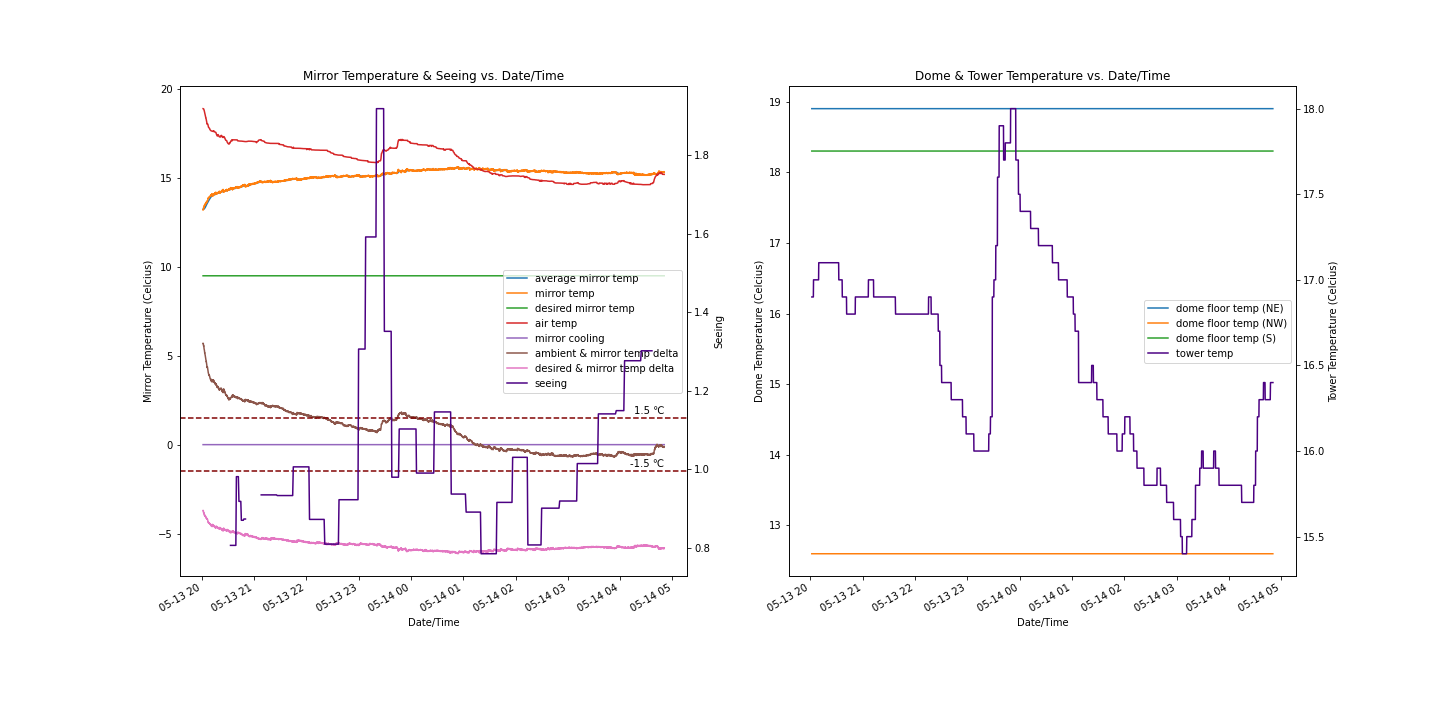 Mirror Temperature & Seeing vs. Date/Time
Mirror Temperature (Celcius)
20
15
10
5
0
−5
1.8
1.6
1.4
1.2
1.0
0.8
Seeing
average mirror temp
mirror temp
desired mirror temp
air temp
mirror cooling
ambient & mirror temp delta
desired & mirror temp delta
seeing
1.5 °C
-1.5 °C
05-13 20
05-13 21
05-13 22
05-13 23
05-14 00
05-14 01
05-14 02
05-14 03
05-14 04
05-14 05
Date/Time
Dome & Tower Temperature vs. Date/Time
Dome Temperature (Celcius)
19
18
17
16
15
14
13
18.0
17.5
17.0
16.5
16.0
15.5
Tower Temperature (Celcius)
dome floor temp (NE)
dome floor temp (NW)
dome floor temp (S)
tower temp
05-13 20
05-13 21
05-13 22
05-13 23
05-14 00
05-14 01
05-14 02
05-14 03
05-14 04
05-14 05
Date/Time